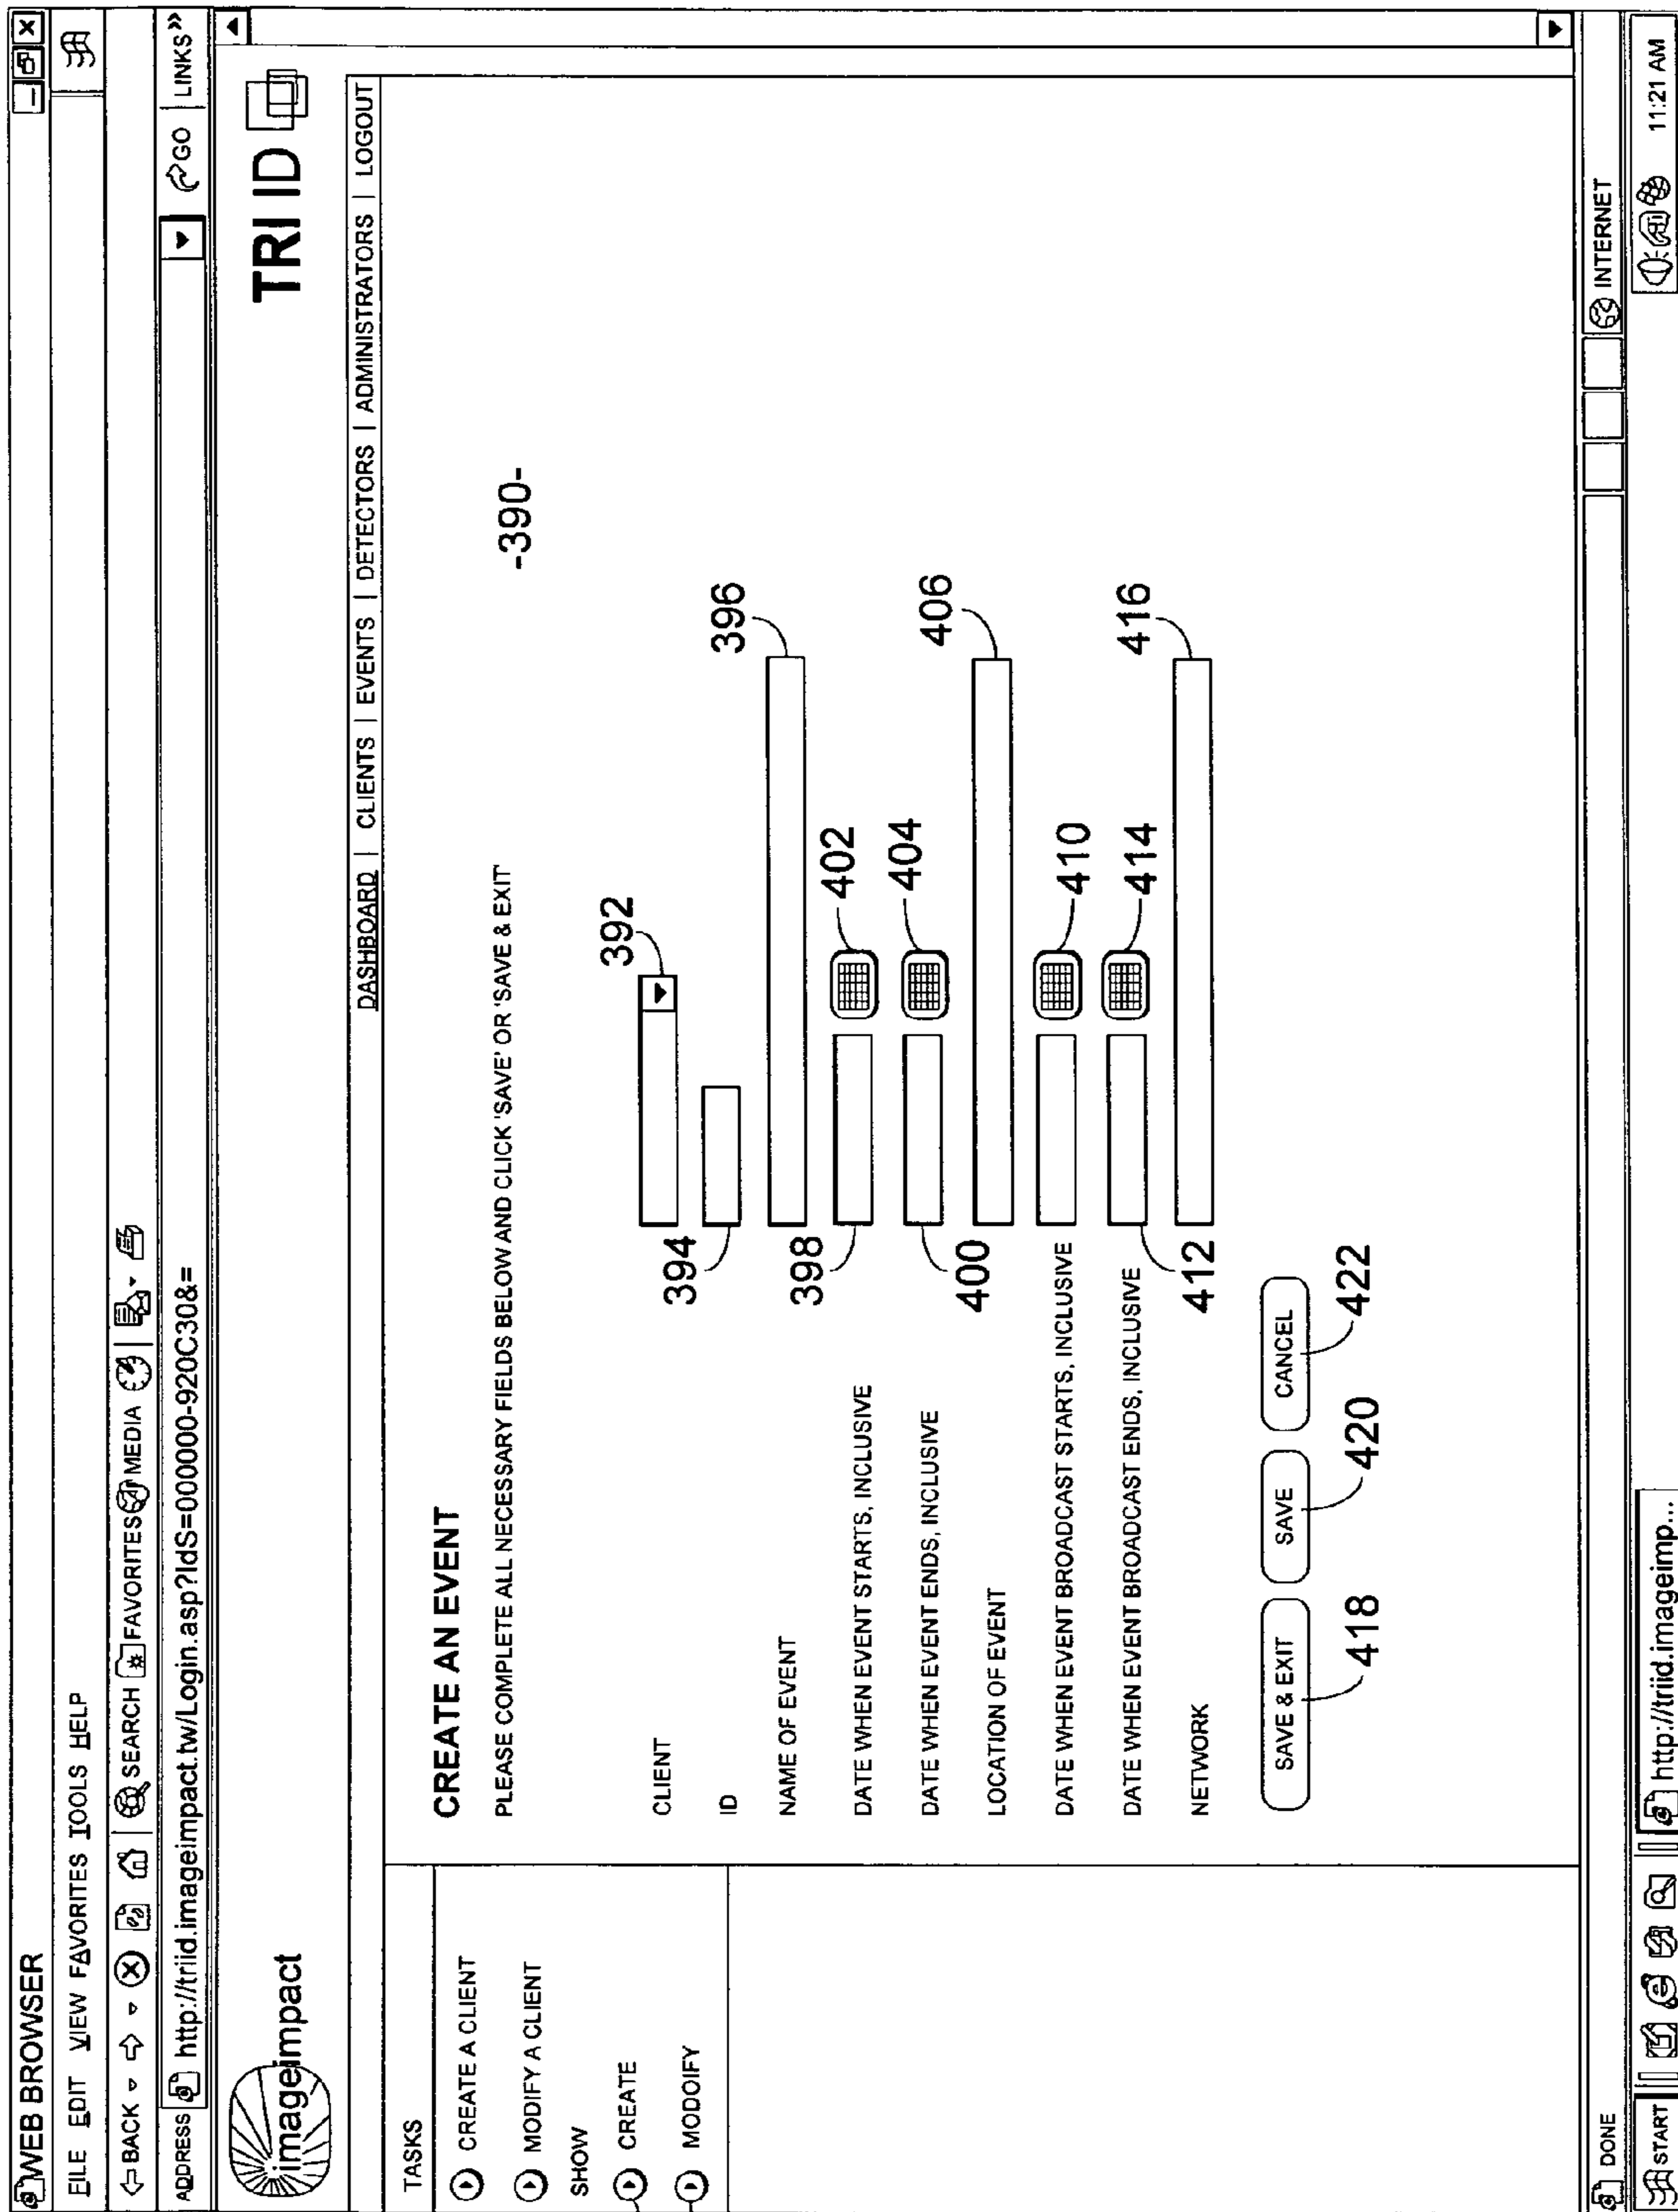 WEB BROWSER
FILE EDIT VIEW FAVORITES TOOLS HELP
BACK SEARCH FAVORITES MEDIA
ADDRESS http://triid.imageimpact.tw/Login.asp?IdS=000000-920C30&= GO LINKS»
imageimpact
TRI ID
DASHBOARD | CLIENTS | EVENTS | DETECTORS | ADMINISTRATORS | LOGOUT
TASKS
CREATE A CLIENT
MODIFY A CLIENT
SHOW
CREATE
MODOIFY
CREATE AN EVENT
PLEASE COMPLETE ALL NECESSARY FIELDS BELOW AND CLICK 'SAVE' OR 'SAVE & EXIT'
-390-
CLIENT 392
ID 394
NAME OF EVENT 396
DATE WHEN EVENT STARTS, INCLUSIVE 398 402
DATE WHEN EVENT ENDS, INCLUSIVE 400 404
LOCATION OF EVENT 406
DATE WHEN EVENT BROADCAST STARTS, INCLUSIVE 410
DATE WHEN EVENT BROADCAST ENDS, INCLUSIVE 412 414
NETWORK 416
SAVE & EXIT SAVE CANCEL
418 420 422
DONE INTERNET
START http://triid.imageimp... 11:21 AM